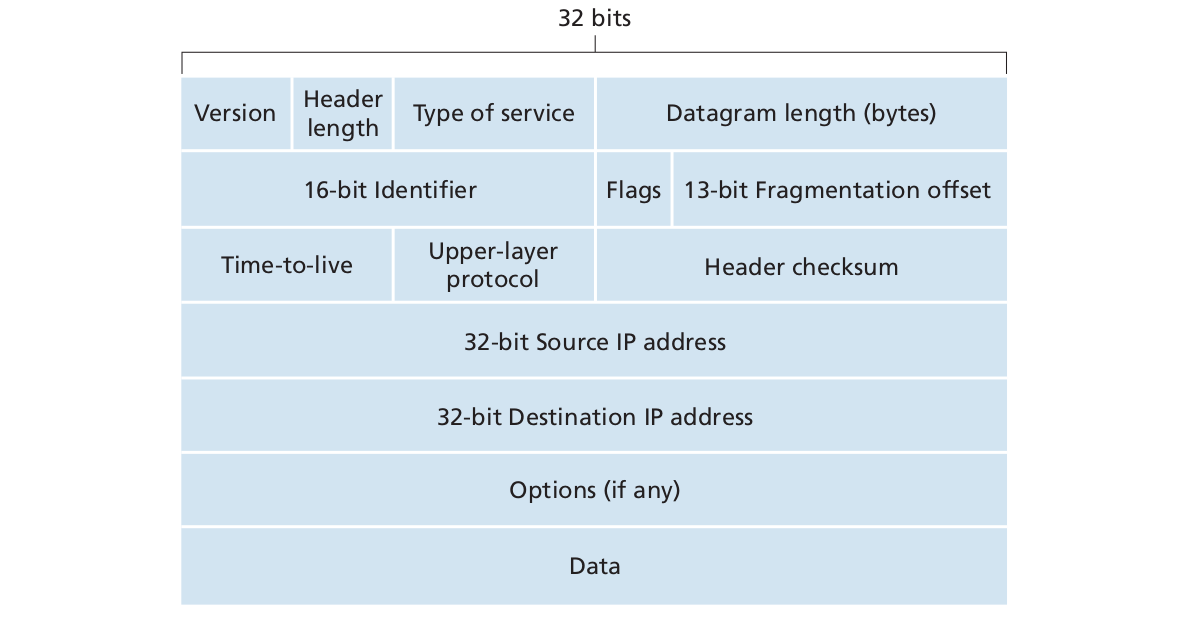 32 bits
Version
Header
length
Type of service
Datagram length (bytes)
16-bit Identifier
Flags
13-bit Fragmentation offset
Time-to-live
Upper-layer
protocol
Header checksum
32-bit Source IP address
32-bit Destination IP address
Options (if any)
Data